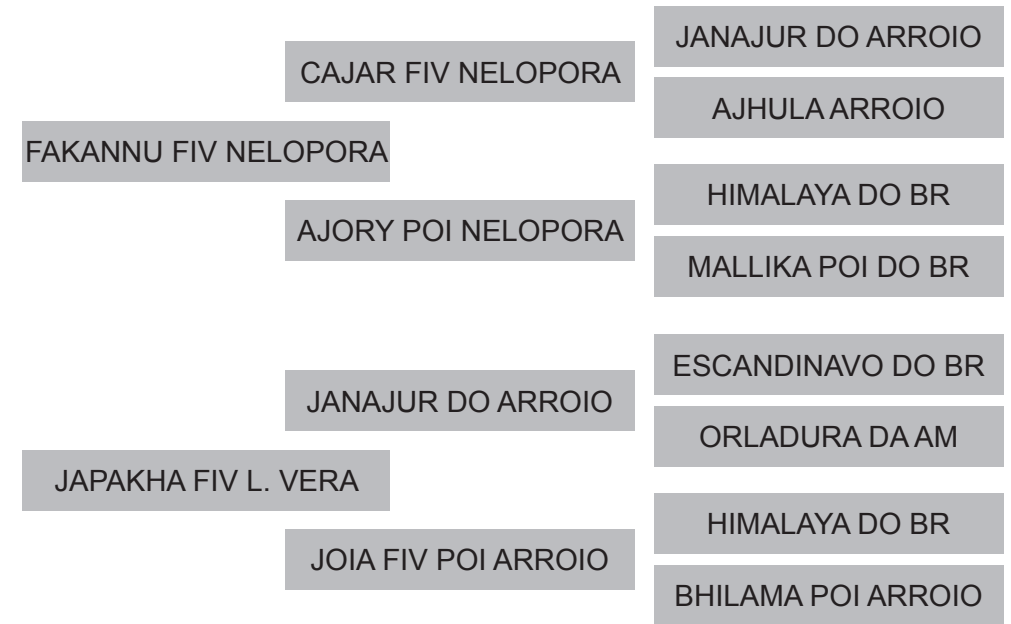 JANAJUR DO ARROIO
CAJAR FIV NELOPORA
AJHULA ARROIO
FAKANNU FIV NELOPORA
HIMALAYA DO BR
AJORY POI NELOPORA
MALLIKA POI DO BR
ESCANDINAVO DO BR
JANAJUR DO ARROIO
ORLADURA DA AM
JAPAKHA FIV L. VERA
HIMALAYA DO BR
JOIA FIV POI ARROIO
BHILAMA POI ARROIO